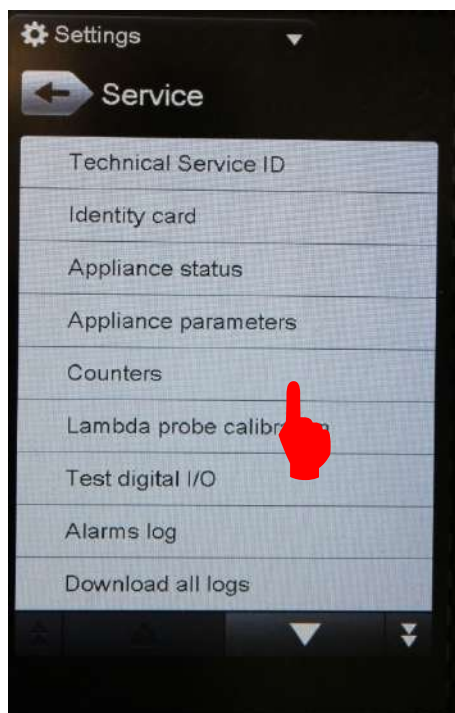 Settings
Service
Technical Service ID
Identity card
Appliance status
Appliance parameters
Counters
Lambda probe
Test digital I/O
Alarms log
Download all logs